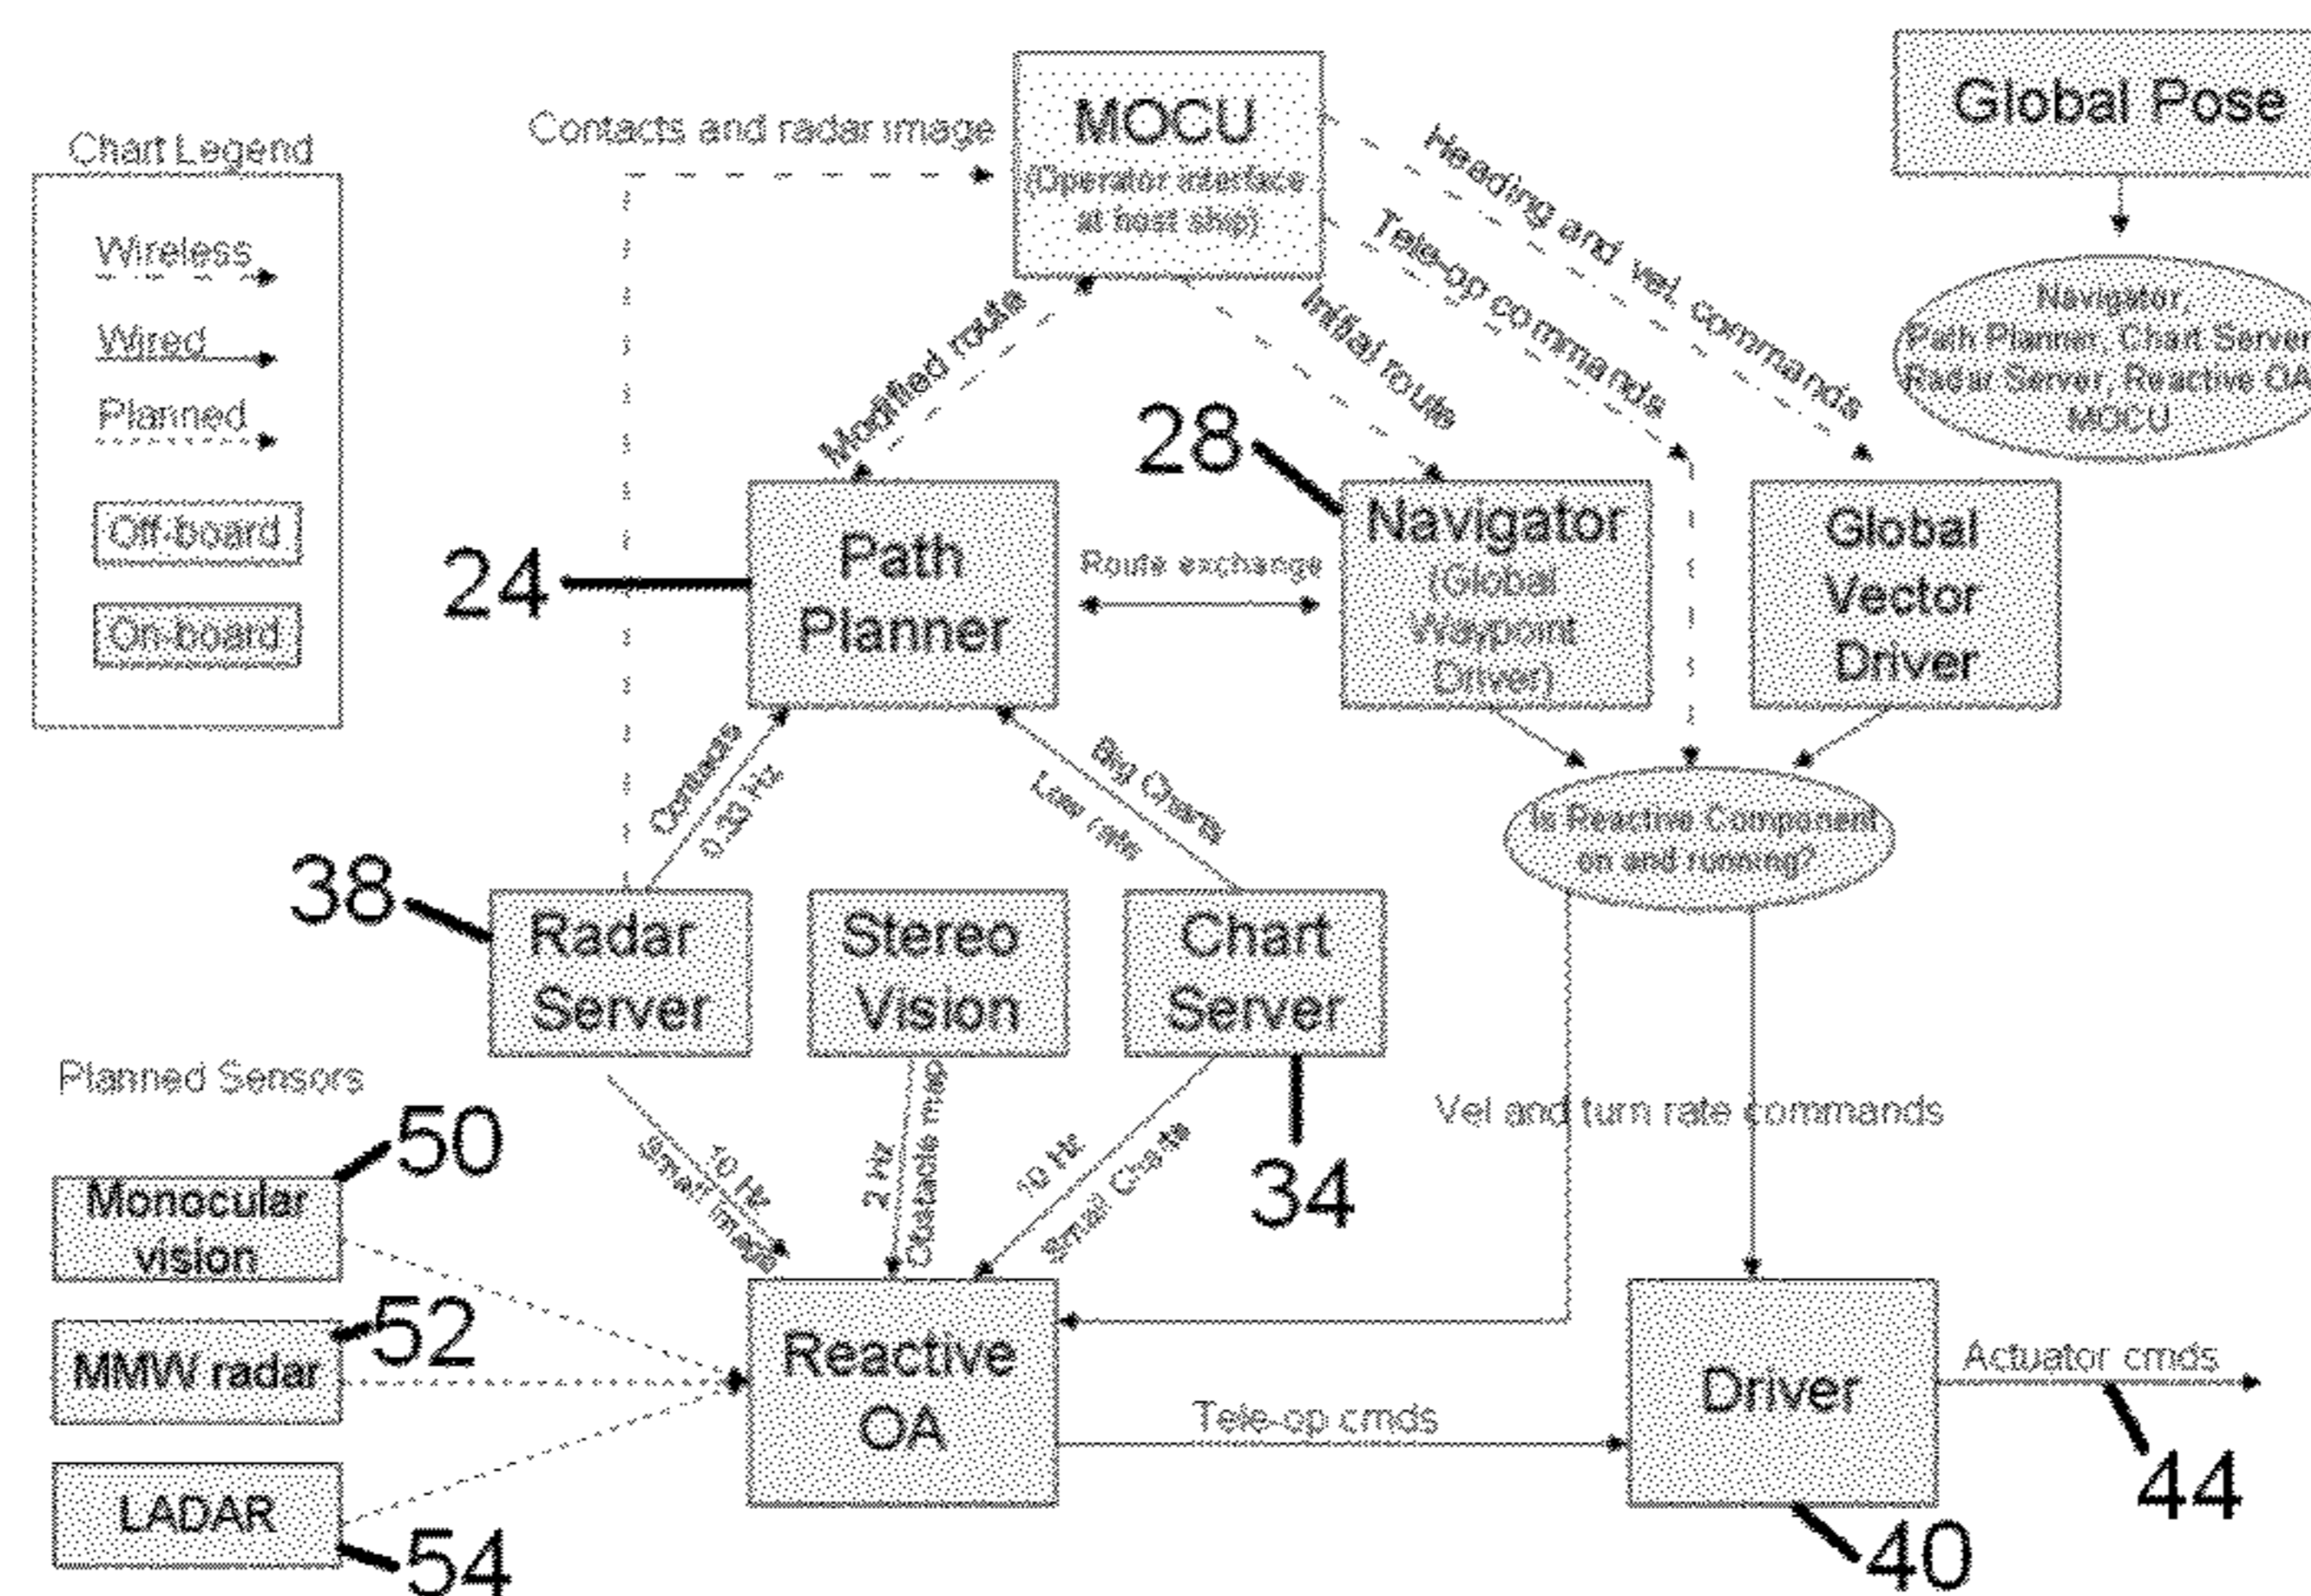 Chart Legend
Wireless
Wired
Planned
Off-board
On-board
Contacts and radar image
MOCU
(Operator interface
at host ship)
Heading and vel. commands
Tele-op commands
Initial route
Modified route
Global Pose
Navigator,
Path Planner, Chart Server
Radar Server, Reactive OA
MOCU
28
24
Path
Planner
Route exchange
Navigator
(Global
Waypoint
Driver)
Global
Vector
Driver
Contacts
0.33 Hz
Big Charts
Low rate
Is Reactive Component
on and running?
38
Radar
Server
Stereo
Vision
Chart
Server
34
Planned Sensors
50
Monocular
vision
52
MMW radar
LADAR
54
10 Hz
Small image
2 Hz
Obstacle map
10 Hz
Small Charts
Vel and turn rate commands
Reactive
OA
Tele-op cmds
Driver
40
Actuator cmds
44